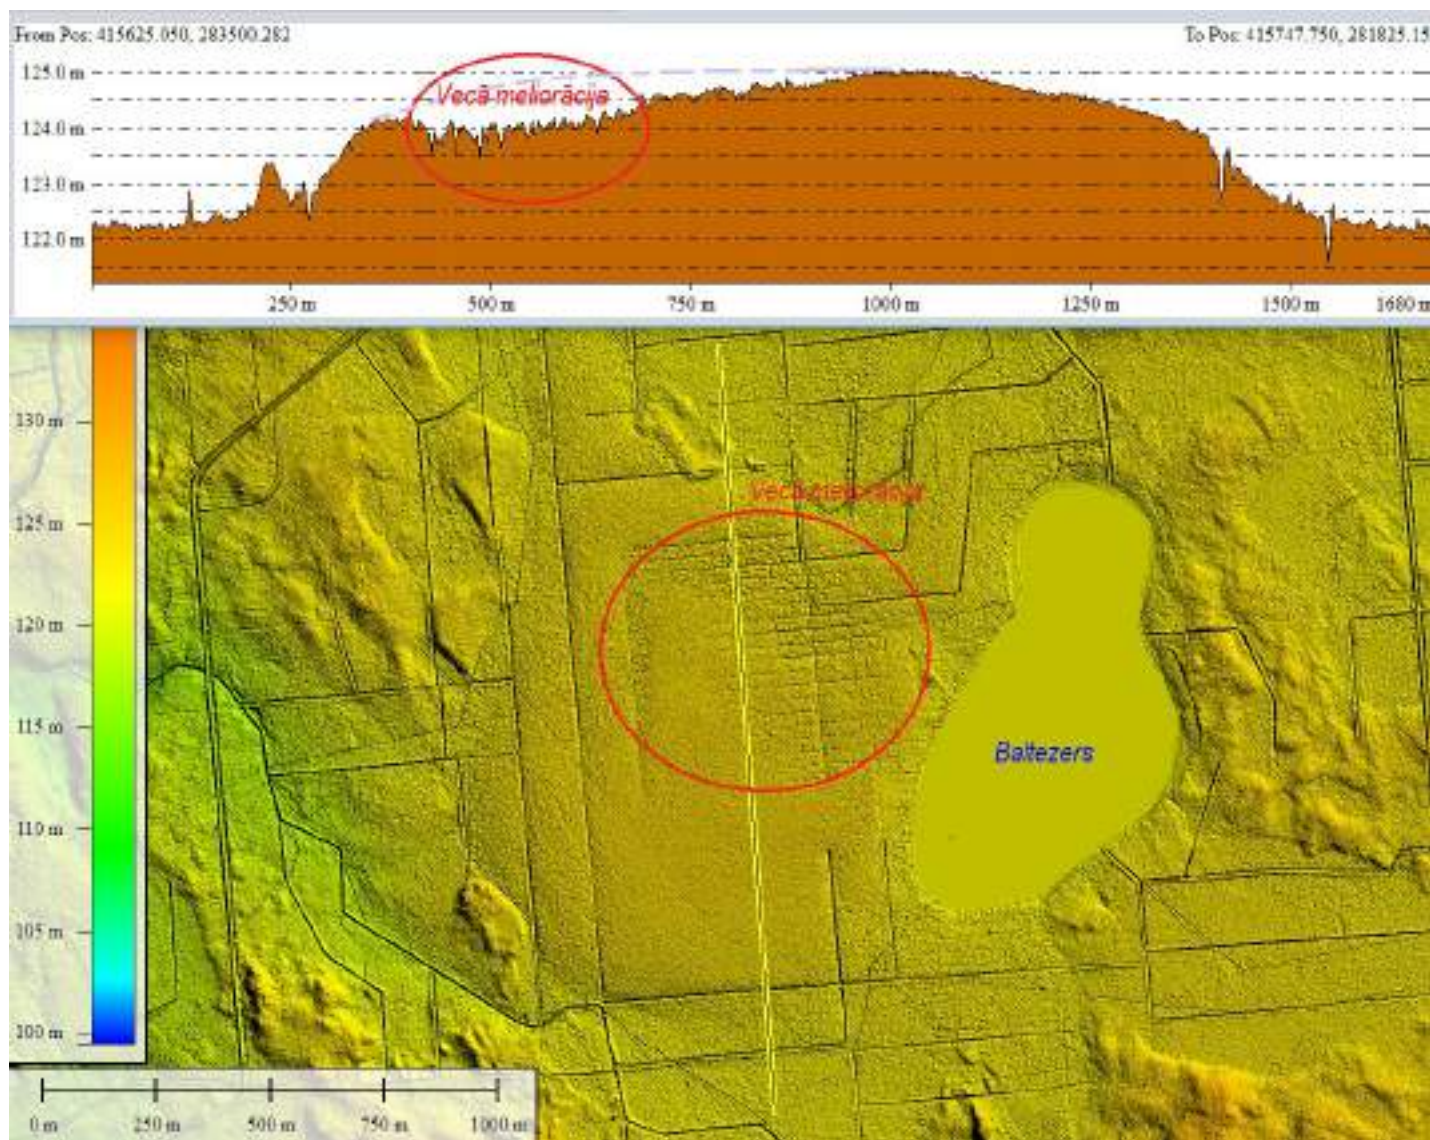 From Pos: 415625.050, 283500.282
To Pos: 415747.750, 281825.15
125.0 m
Vecā meliorācija
124.0 m
123.0 m
122.0 m
250 m
500 m
750 m
1000 m
1250 m
1500 m
1680 m
130 m
Vecā meliorācija
125 m
120 m
115 m
Baltezers
110 m
105 m
100 m
0 m
250 m
500 m
750 m
1000 m